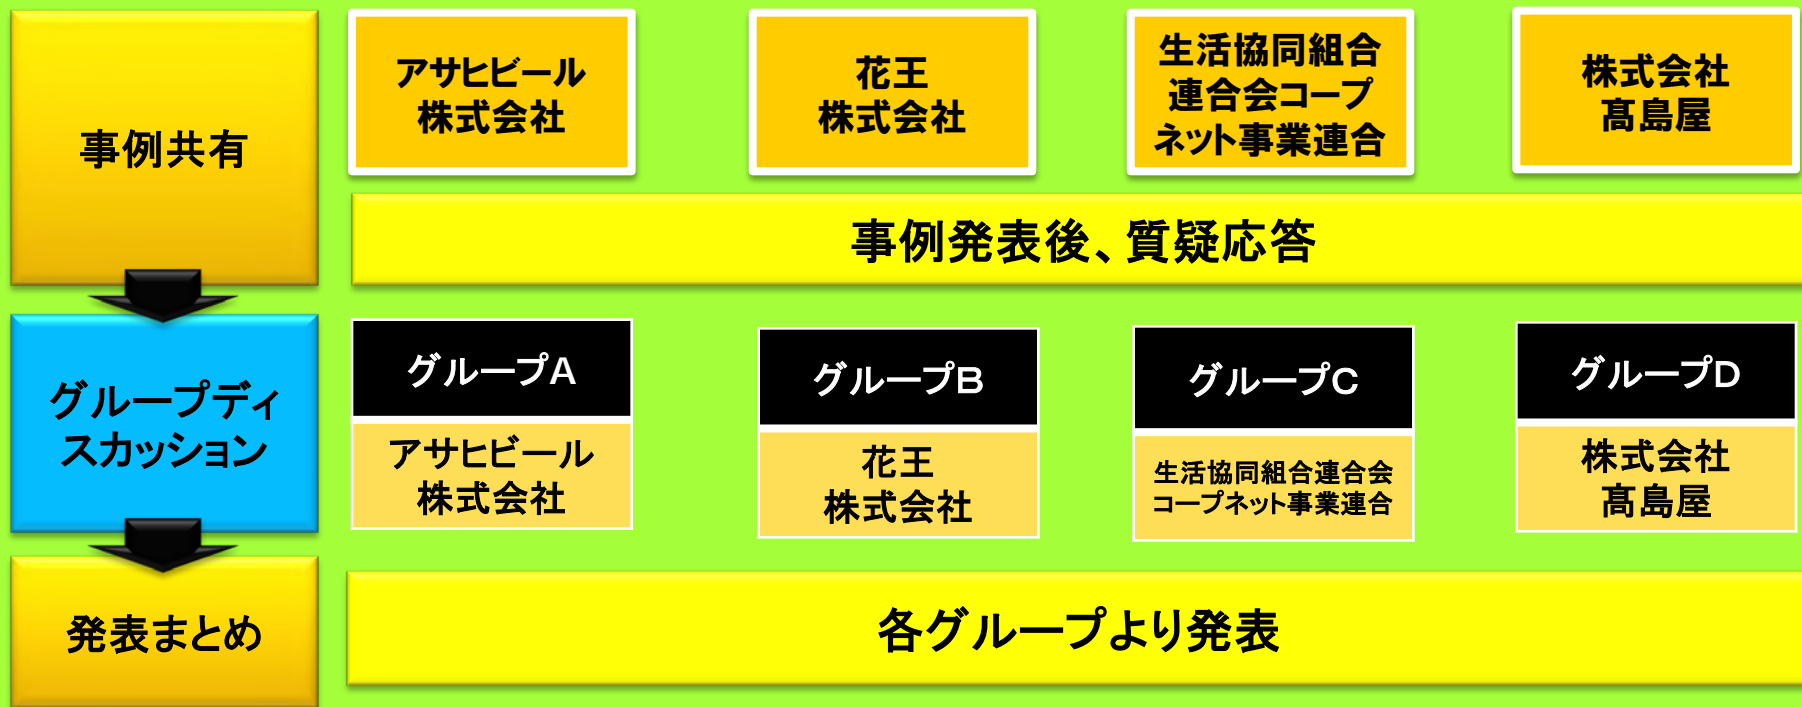 事例共有
アサヒビール
株式会社
花王
株式会社
生活協同組合
連合会コープ
ネット事業連合
株式会社
髙島屋
事例発表後、質疑応答
グループディ
スカッション
グループA
アサヒビール
株式会社
グループB
花王
株式会社
グループC
生活協同組合連合会
コープネット事業連合
グループD
株式会社
髙島屋
発表まとめ
各グループより発表